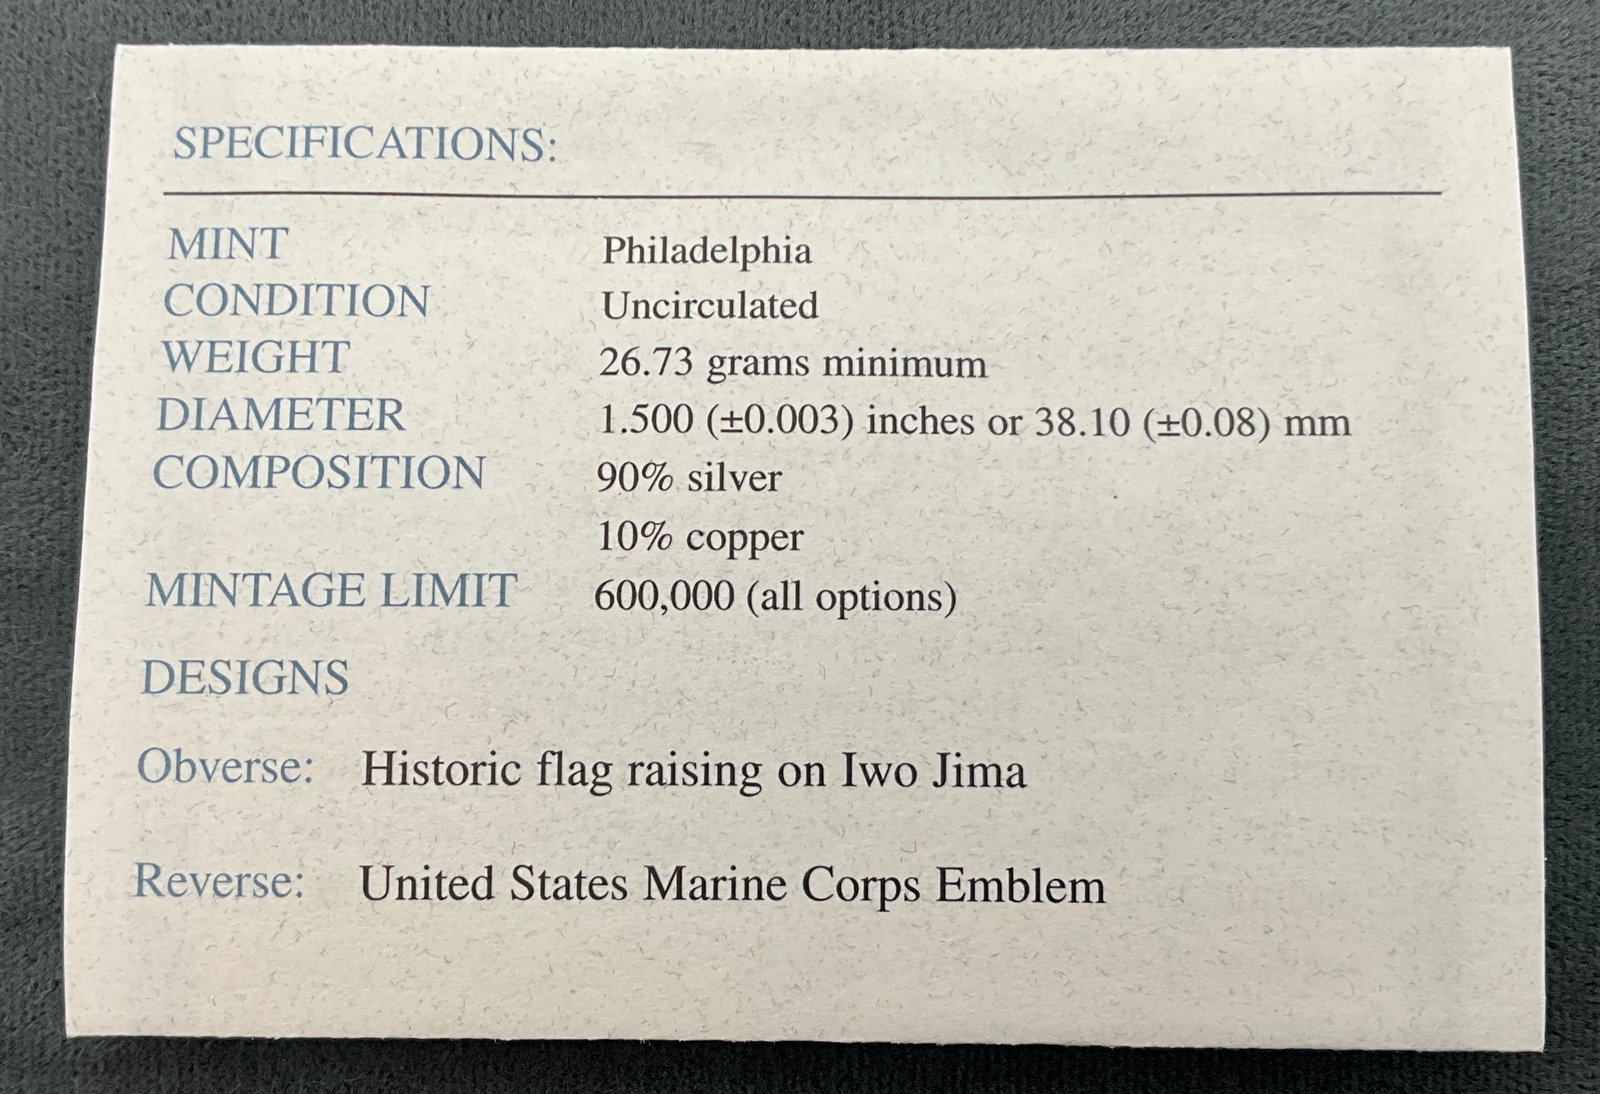 SPECIFICATIONS:
MINT Philadelphia
CONDITION Uncirculated
WEIGHT 26.73 grams minimum
DIAMETER 1.500 (±0.003) inches or 38.10 (±0.08) mm
COMPOSITION 90% silver
10% copper
MINTAGE LIMIT 600,000 (all options)
DESIGNS
Obverse: Historic flag raising on Iwo Jima
Reverse: United States Marine Corps Emblem